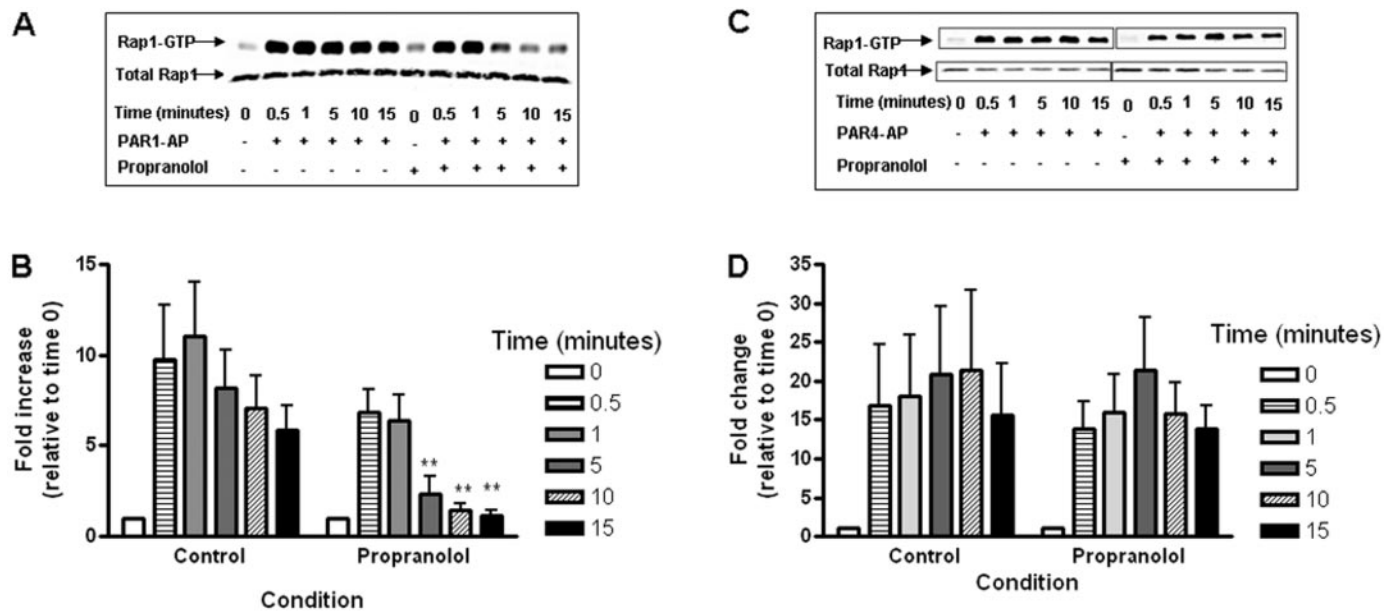 A
Rap1-GTP
Total Rap1
Time (minutes) 0 0.5 1 5 10 15 0 0.5 1 5 10 15
PAR1-AP - + + + + + - + + + + +
Propranolol - - - - - - + + + + + +
C
Rap1-GTP
Total Rap1
Time (minutes) 0 0.5 1 5 10 15 0 0.5 1 5 10 15
PAR4-AP - + + + + + - + + + + +
Propranolol - - - - - - + + + + + +
B
Fold increase
(relative to time 0)
15
10
5
0
** ** **
Control Propranolol
Condition
Time (minutes)
0
0.5
1
5
10
15
D
Fold change
(relative to time 0)
35
30
25
20
15
10
5
0
Control Propranolol
Condition
Time (minutes)
0
0.5
1
5
10
15